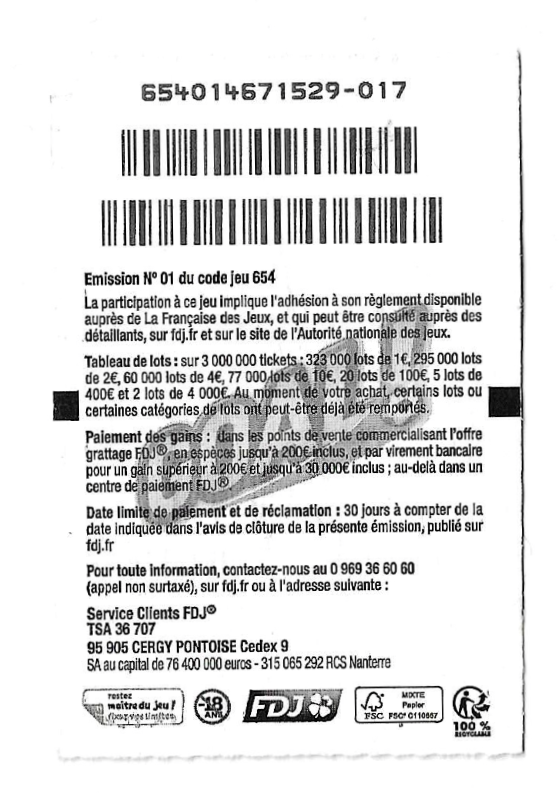 654014671529-017
Emission N° 01 du code jeu 654
La participation à ce jeu implique l'adhésion à son règlement disponible
auprès de La Française des Jeux, et qui peut être consulté auprès des
détaillants, sur fdj.fr et sur le site de l'Autorité nationale des jeux.
Tableau de lots : sur 3 000 000 tickets : 323 000 lots de 1€, 295 000 lots
de 2€, 60 000 lots de 4€, 77 000 lots de 10€, 20 lots de 100€, 5 lots de
400€ et 2 lots de 4 000€. Au moment de votre achat, certains lots ou
certaines catégories de lots ont peut-être déjà été remportés.
GOAL !
Paiement des gains : dans les points de vente commercialisant l'offre
grattage FDJ®, en espèces jusqu'à 200€ inclus, et par virement bancaire
pour un gain supérieur à 200€ et jusqu'à 30 000€ inclus ; au-delà dans un
centre de paiement FDJ®
Date limite de paiement et de réclamation : 30 jours à compter de la
date indiquée dans l'avis de clôture de la présente émission, publié sur
fdj.fr
Pour toute information, contactez-nous au 0 969 36 60 60
(appel non surtaxé), sur fdj.fr ou à l'adresse suivante :
Service Clients FDJ®
TSA 36 707
95 905 CERGY PONTOISE Cedex 9
SA au capital de 76 400 000 euros - 315 065 292 RCS Nanterre
restez
maître du jeu !
fixez vos limites
-18
ANS
FDJ
FSC
MIXTE
Papier
FSC® C110667
100 %
RECYCLABLE